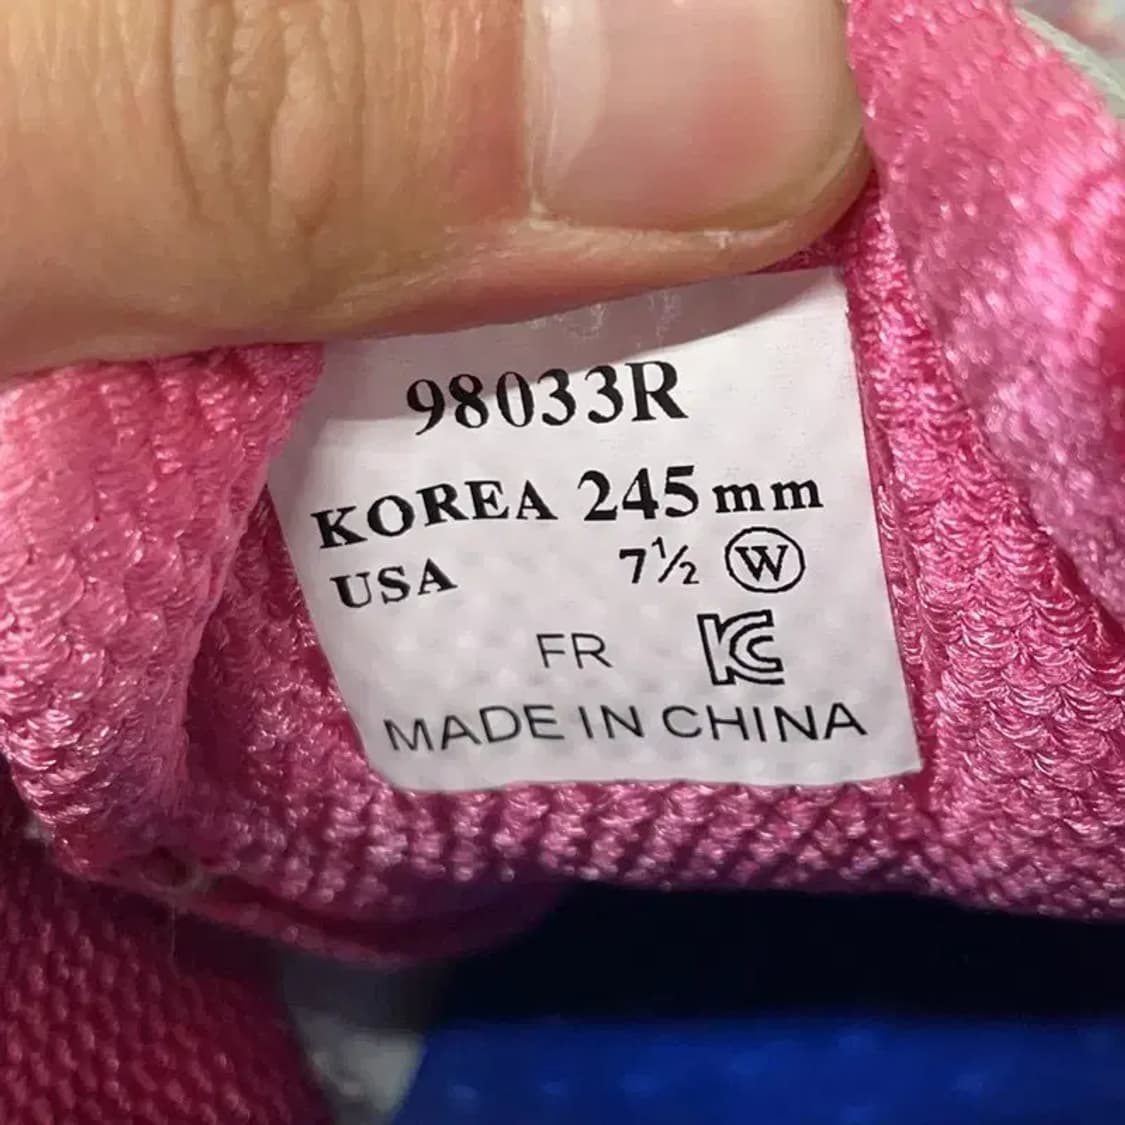 98033R
KOREA 245mm
USA 7½ Ⓦ
FR KC
MADE IN CHINA